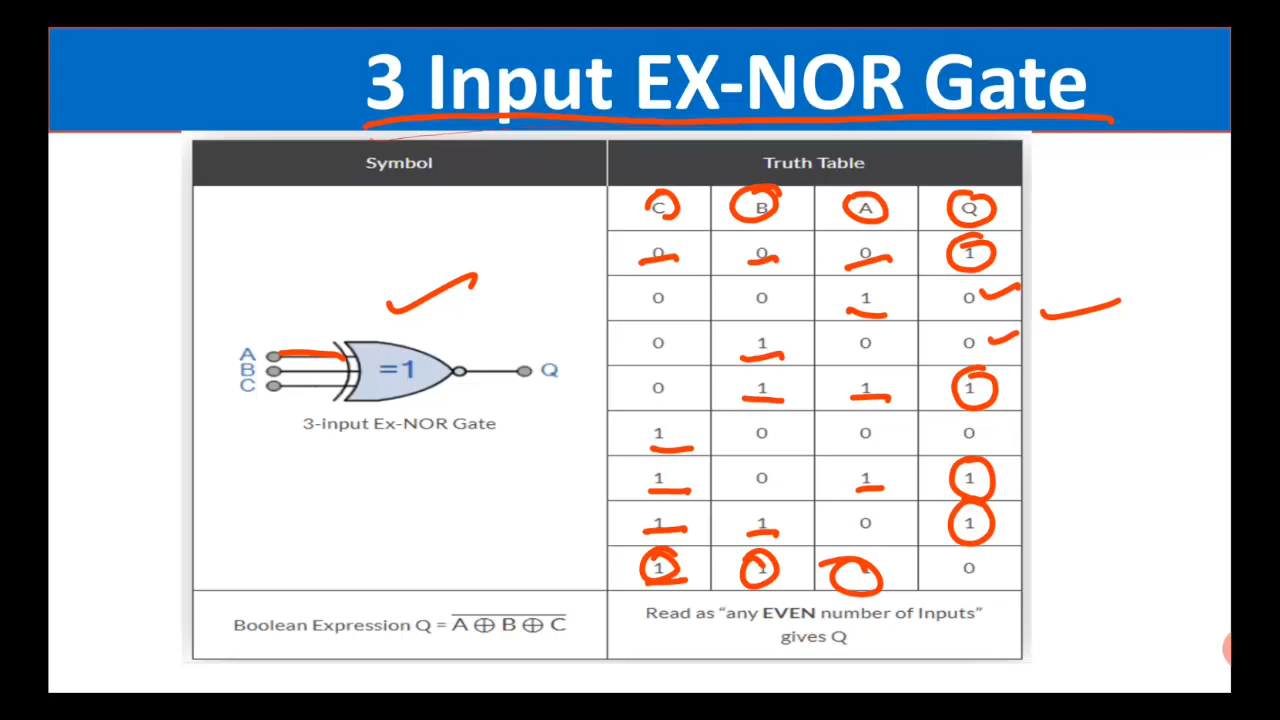 3 Input EX-NOR Gate
Symbol
Truth Table
C B A Q
0 0 0 1
0 0 1 0
0 1 0 0
0 1 1 1
1 0 0 0
1 0 1 1
1 1 0 1
1 1 0
A
B
C
=1
Q
3-input Ex-NOR Gate
Boolean Expression Q = A ⊕ B ⊕ C
Read as “any EVEN number of Inputs”
gives Q